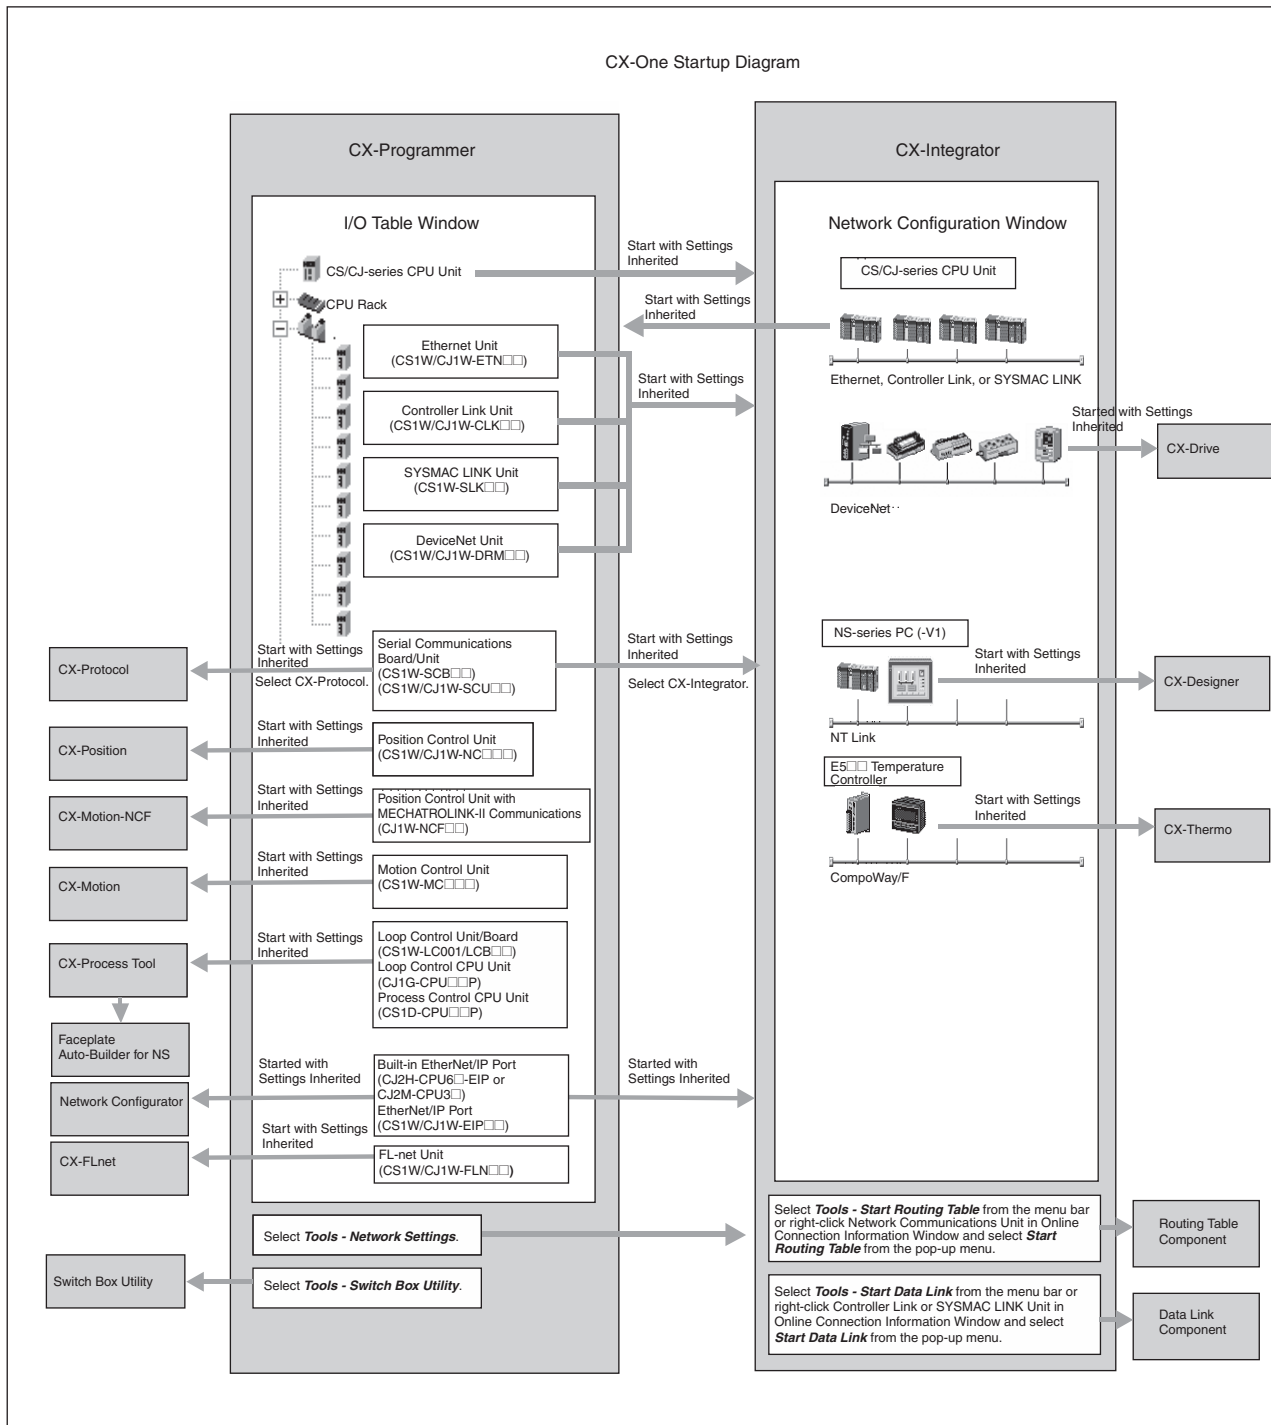 CX-One Startup Diagram
CX-Programmer
I/O Table Window
CS/CJ-series CPU Unit
CPU Rack
Ethernet Unit
(CS1W/CJ1W-ETN□□)
Controller Link Unit
(CS1W/CJ1W-CLK□□)
SYSMAC LINK Unit
(CS1W-SLK□□)
DeviceNet Unit
(CS1W/CJ1W-DRM□□)
Start with Settings
Inherited
Start with Settings
Inherited
Start with Settings
Inherited
CX-Integrator
Network Configuration Window
CS/CJ-series CPU Unit
Ethernet, Controller Link, or SYSMAC LINK
DeviceNet
Started with Settings
Inherited
CX-Drive
CX-Protocol
Start with Settings
Inherited
Select CX-Protocol.
Serial Communications
Board/Unit
(CS1W-SCB□□)
(CS1W/CJ1W-SCU□□)
Start with Settings
Inherited
Select CX-Integrator.
NS-series PC (-V1)
NT Link
Start with Settings
Inherited
CX-Designer
CX-Position
Start with Settings
Inherited
Position Control Unit
(CS1W/CJ1W-NC□□□)
E5□□ Temperature
Controller
CompoWay/F
Start with Settings
Inherited
CX-Thermo
CX-Motion-NCF
Start with Settings
Inherited
Position Control Unit with
MECHATROLINK-II Communications
(CJ1W-NCF□□)
CX-Motion
Start with Settings
Inherited
Motion Control Unit
(CS1W-MC□□□)
CX-Process Tool
Start with Settings
Inherited
Loop Control Unit/Board
(CS1W-LC001/LCB□□)
Loop Control CPU Unit
(CJ1G-CPU□□P)
Process Control CPU Unit
(CS1D-CPU□□P)
Faceplate
Auto-Builder for NS
Network Configurator
Started with
Settings Inherited
Built-in EtherNet/IP Port
(CJ2H-CPU6□-EIP or
CJ2M-CPU3□)
EtherNet/IP Port
(CS1W/CJ1W-EIP□□)
Started with
Settings Inherited
CX-FLnet
Start with Settings
Inherited
FL-net Unit
(CS1W/CJ1W-FLN□□)
Select Tools - Network Settings.
Select Tools - Start Routing Table from the menu bar
or right-click Network Communications Unit in Online
Connection Information Window and select Start
Routing Table from the pop-up menu.
Routing Table
Component
Switch Box Utility
Select Tools - Switch Box Utility.
Select Tools - Start Data Link from the menu bar or
right-click Controller Link or SYSMAC LINK Unit in
Online Connection Information Window and select
Start Data Link from the pop-up menu.
Data Link
Component